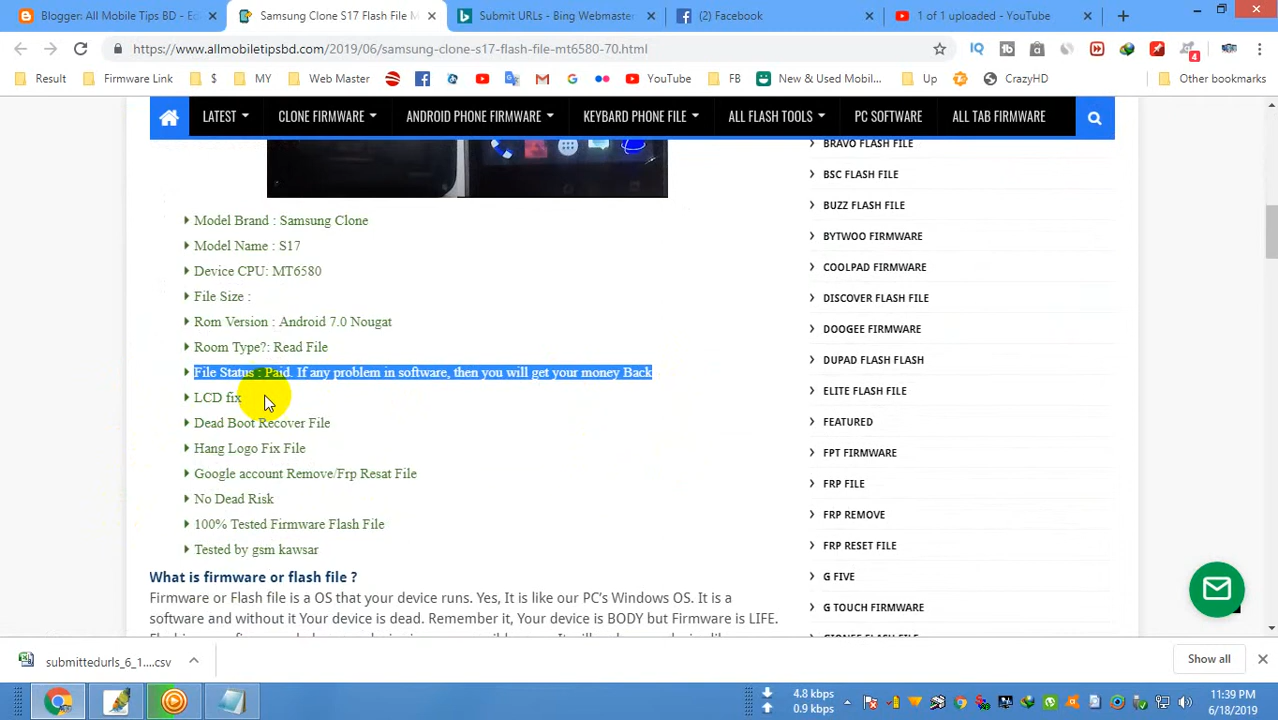 Blogger: All Mobile Tips BD - Ed
Samsung Clone S17 Flash File M
Submit URLs - Bing Webmaster
(2) Facebook
1 of 1 uploaded - YouTube
https://www.allmobiletipsbd.com/2019/06/samsung-clone-s17-flash-file-mt6580-70.html
Result
Firmware Link
$
MY
Web Master
YouTube
FB
New & Used Mobil...
Up
CrazyHD
Other bookmarks
LATEST
CLONE FIRMWARE
ANDROID PHONE FIRMWARE
KEYBARD PHONE FILE
ALL FLASH TOOLS
PC SOFTWARE
ALL TAB FIRMWARE
Model Brand : Samsung Clone
Model Name : S17
Device CPU: MT6580
File Size :
Rom Version : Android 7.0 Nougat
Room Type?: Read File
File Status : Paid. If any problem in software, then you will get your money Back
LCD fix
Dead Boot Recover File
Hang Logo Fix File
Google account Remove/Frp Resat File
No Dead Risk
100% Tested Firmware Flash File
Tested by gsm kawsar
What is firmware or flash file ?
Firmware or Flash file is a OS that your device runs. Yes, It is like our PC's Windows OS. It is a
software and without it Your device is dead. Remember it, Your device is BODY but Firmware is LIFE.
BRAVO FLASH FILE
BSC FLASH FILE
BUZZ FLASH FILE
BYTWOO FIRMWARE
COOLPAD FIRMWARE
DISCOVER FLASH FILE
DOOGEE FIRMWARE
DUPAD FLASH FLASH
ELITE FLASH FILE
FEATURED
FPT FIRMWARE
FRP FILE
FRP REMOVE
FRP RESET FILE
G FIVE
G TOUCH FIRMWARE
GIONEE FLASH FILE
submittedurls_6_1....csv
Show all
4.8 kbps
0.9 kbps
11:39 PM
6/18/2019